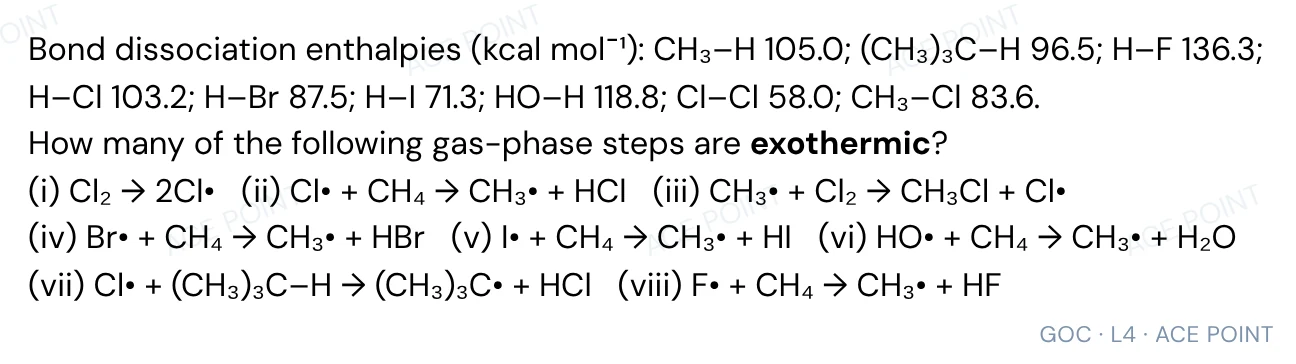 Bond dissociation enthalpies (kcal mol⁻¹): CH₃–H 105.0; (CH₃)₃C–H 96.5; H–F 136.3;
H–Cl 103.2; H–Br 87.5; H–I 71.3; HO–H 118.8; Cl–Cl 58.0; CH₃–Cl 83.6.
How many of the following gas-phase steps are exothermic?
(i) Cl₂ → 2Cl• (ii) Cl• + CH₄ → CH₃• + HCl (iii) CH₃• + Cl₂ → CH₃Cl + Cl•
(iv) Br• + CH₄ → CH₃• + HBr (v) I• + CH₄ → CH₃• + HI (vi) HO• + CH₄ → CH₃• + H₂O
(vii) Cl• + (CH₃)₃C–H → (CH₃)₃C• + HCl (viii) F• + CH₄ → CH₃• + HF
GOC · L4 · ACE POINT